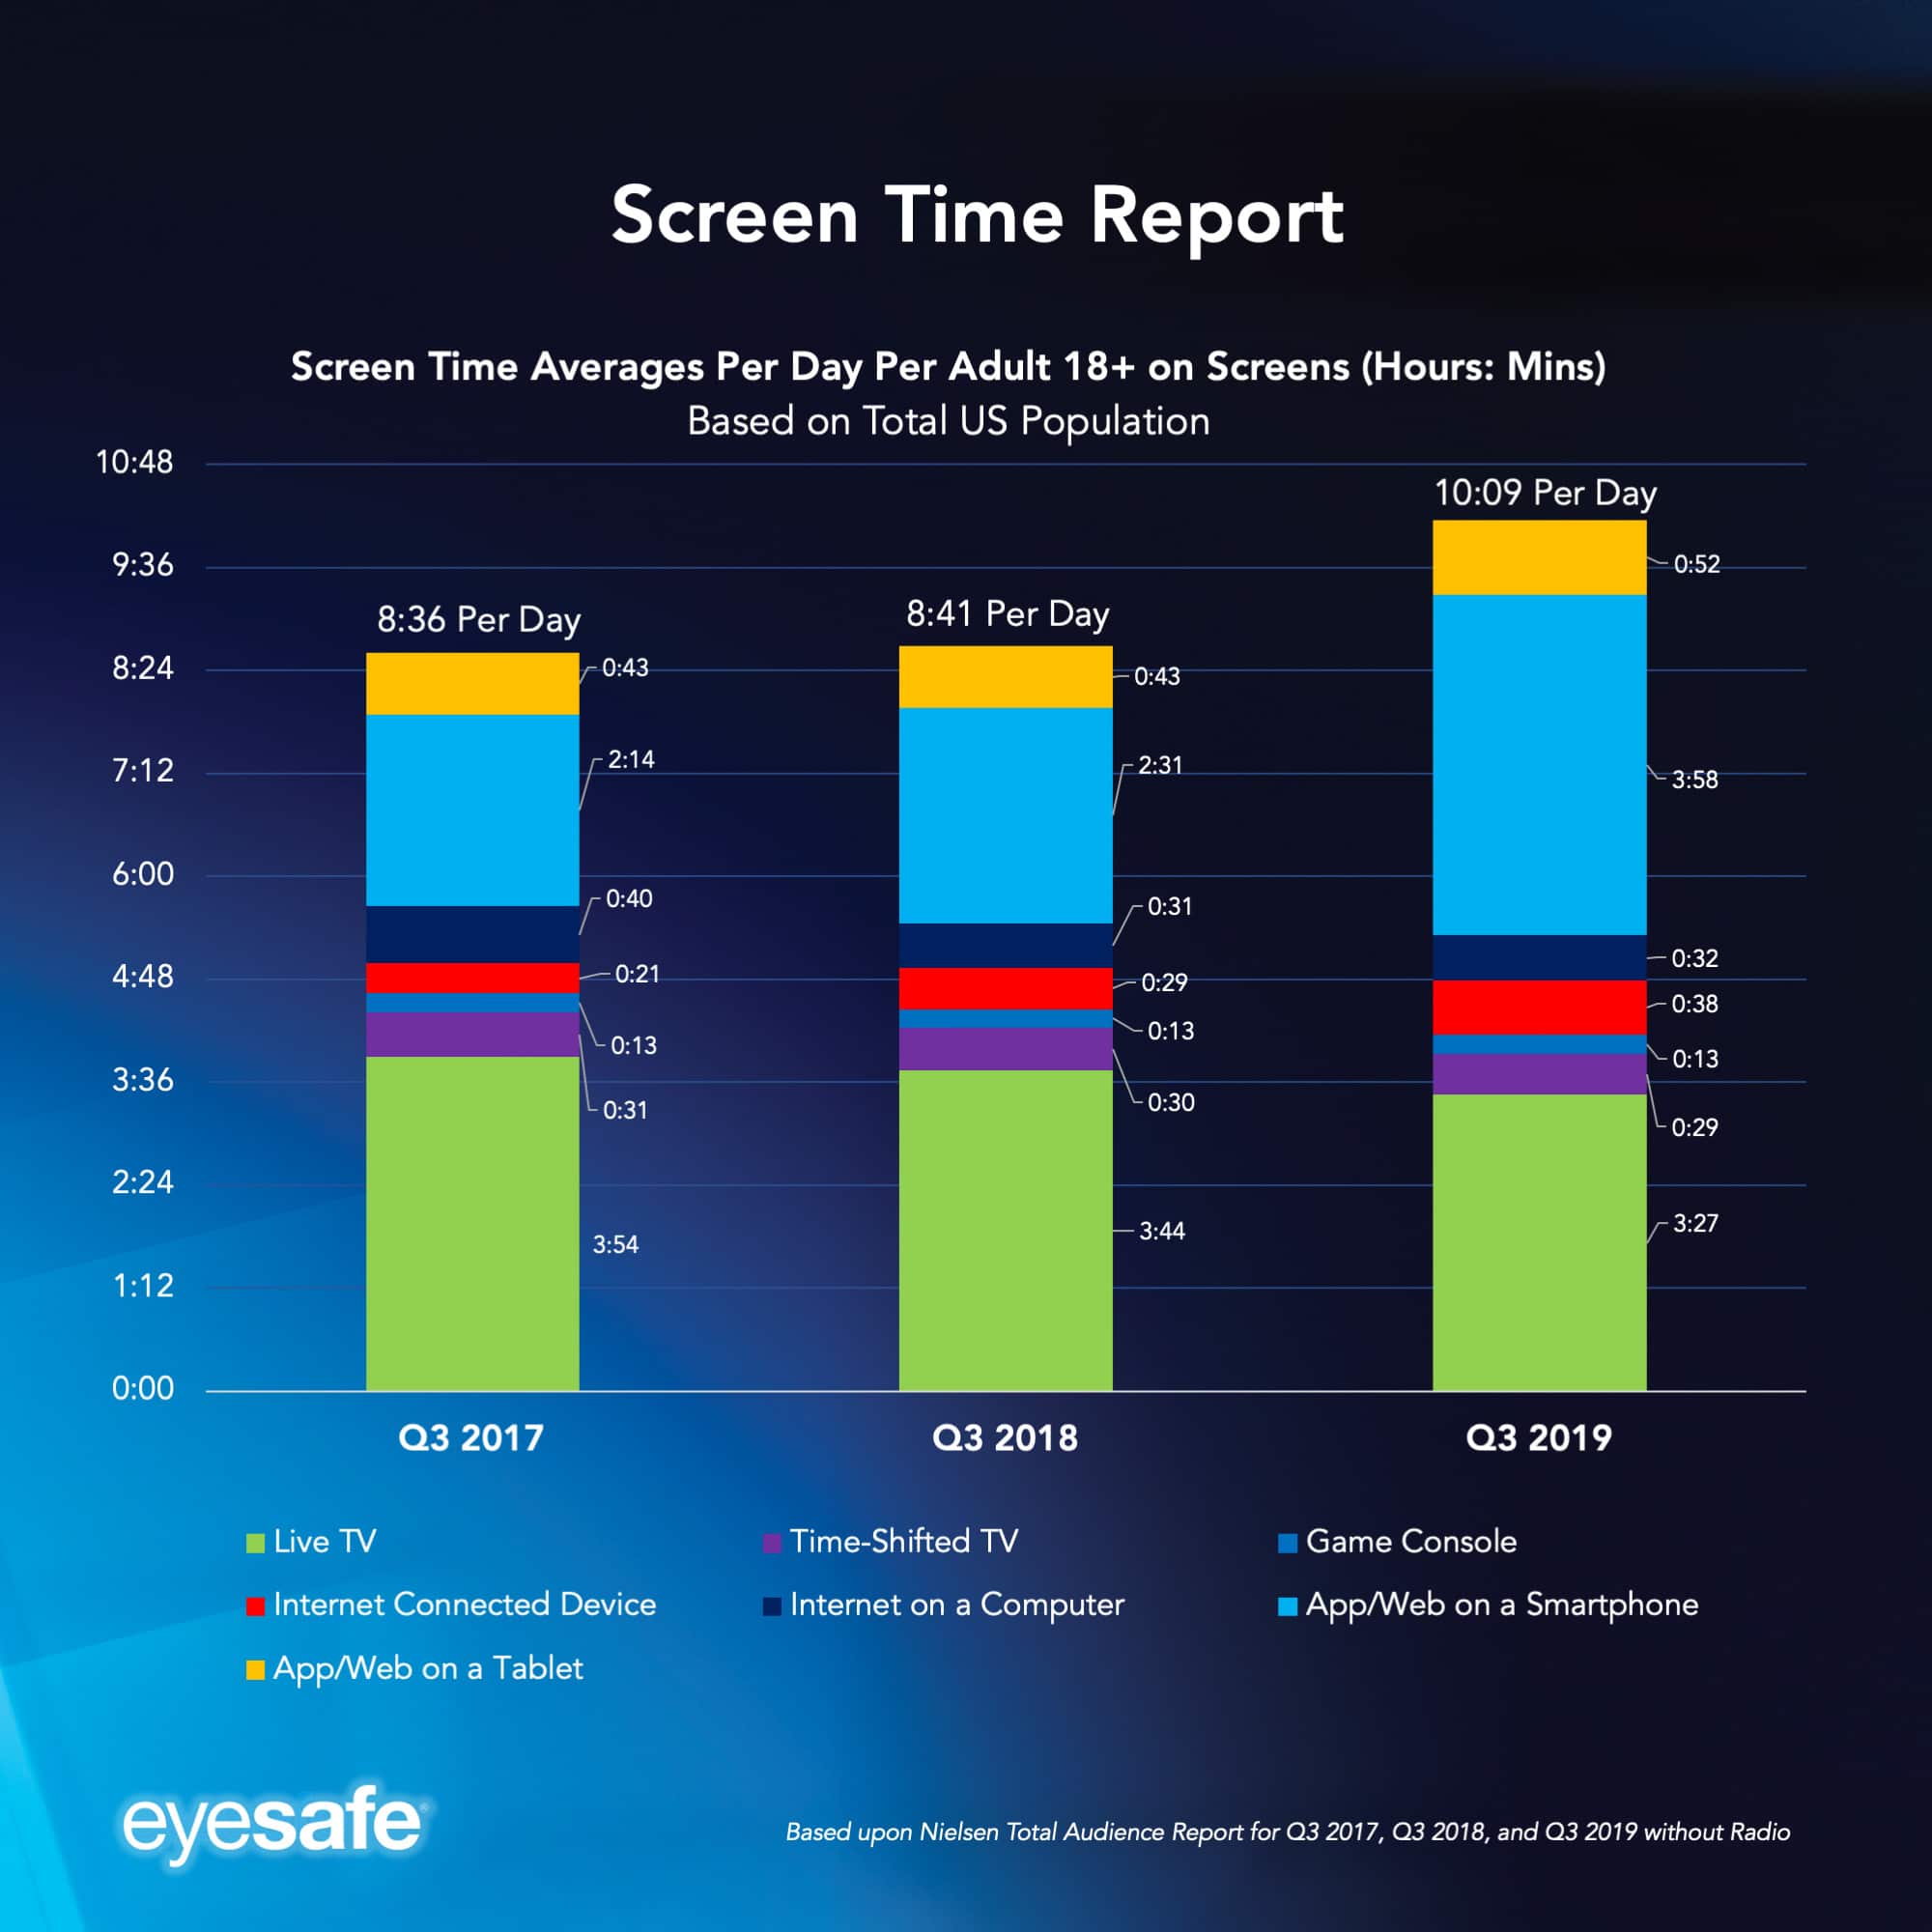 Screen Time Report
Screen Time Averages Per Day Per Adult 18+ on Screens (Hours: Mins)
Based on Total US Population
10:48
9:36
8:24
7:12
6:00
4:48
3:36
2:24
1:12
0:00
8:36 Per Day
0:43
2:14
0:40
0:21
0:13
0:31
3:54
8:41 Per Day
0:43
2:31
0:31
0:29
0:13
0:30
3:44
10:09 Per Day
0:52
3:58
0:32
0:38
0:13
0:29
3:27
Q3 2017
Q3 2018
Q3 2019
Live TV
Time-Shifted TV
Game Console
Internet Connected Device
Internet on a Computer
App/Web on a Smartphone
App/Web on a Tablet
eyesafe®
Based upon Nielsen Total Audience Report for Q3 2017, Q3 2018, and Q3 2019 without Radio